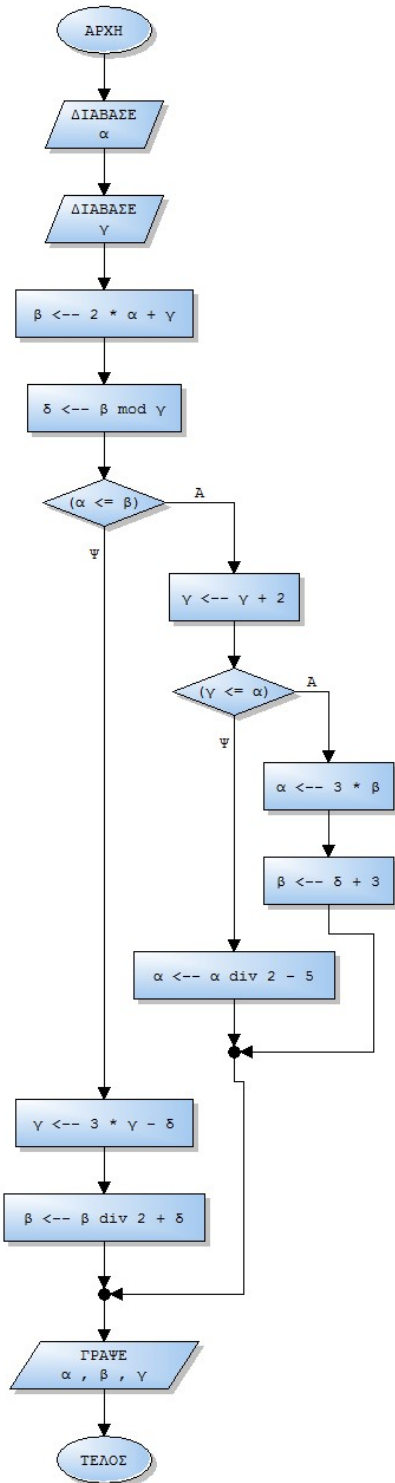 ΑΡΧΗ
ΔΙΑΒΑΣΕ
α
ΔΙΑΒΑΣΕ
γ
β <-- 2 * α + γ
δ <-- β mod γ
(α <= β)
Α
Ψ
γ <-- γ + 2
(γ <= α)
Α
Ψ
α <-- 3 * β
β <-- δ + 3
α <-- α div 2 - 5
γ <-- 3 * γ - δ
β <-- β div 2 + δ
ΓΡΑΨΕ
α , β , γ
ΤΕΛΟΣ